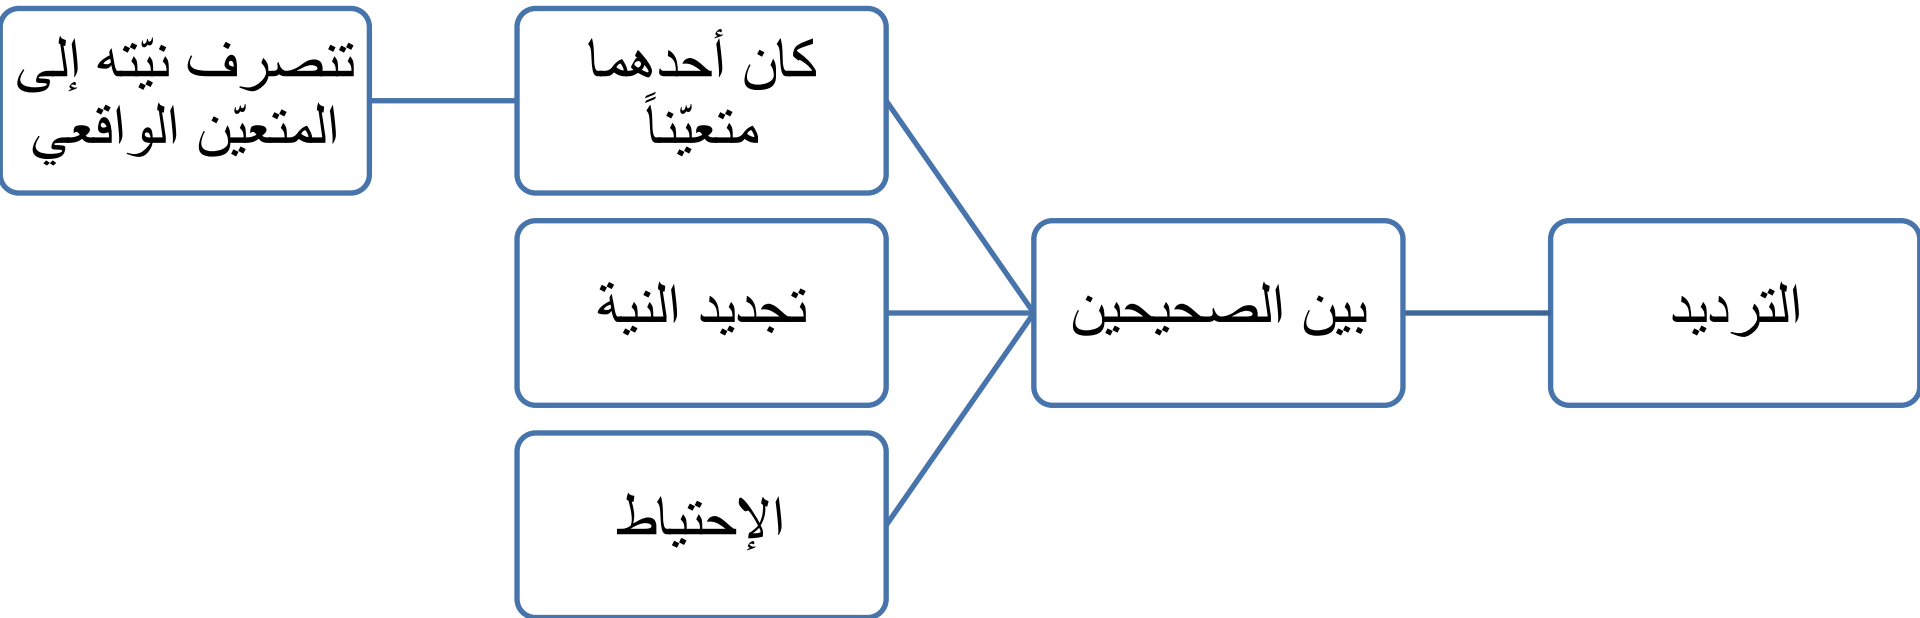 الترديد
بين الصحيحين
كان أحدهما
متعيّناً
تنصرف نيّته إلى
المتعيّن الواقعي
تجديد النية
الإحتياط